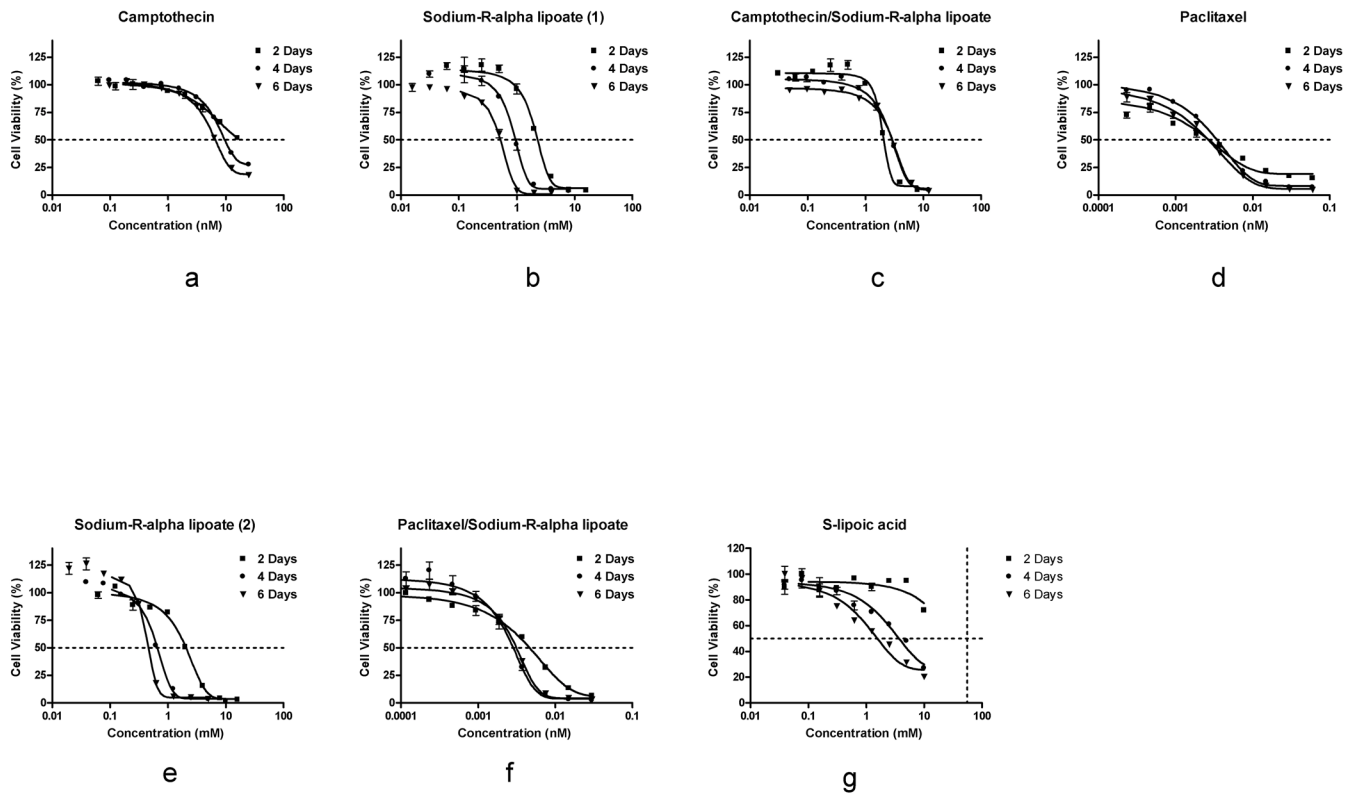 Camptothecin
2 Days
4 Days
6 Days
Cell Viability (%)
125
100
75
50
25
0
0.01 0.1 1 10 100
Concentration (nM)
a
Sodium-R-alpha lipoate (1)
2 Days
4 Days
6 Days
Cell Viability (%)
125
100
75
50
25
0
0.01 0.1 1 10 100
Concentration (mM)
b
Camptothecin/Sodium-R-alpha lipoate
2 Days
4 Days
6 Days
Cell Viability (%)
125
100
75
50
25
0
0.01 0.1 1 10 100
Concentration (nM)
c
Paclitaxel
2 Days
4 Days
6 Days
Cell Viability (%)
125
100
75
50
25
0
0.0001 0.001 0.01 0.1
Concentration (nM)
d
Sodium-R-alpha lipoate (2)
2 Days
4 Days
6 Days
Cell Viability (%)
125
100
75
50
25
0
0.01 0.1 1 10 100
Concentration (mM)
e
Paclitaxel/Sodium-R-alpha lipoate
2 Days
4 Days
6 Days
Cell Viability (%)
125
100
75
50
25
0
0.0001 0.001 0.01 0.1
Concentration (nM)
f
S-lipoic acid
2 Days
4 Days
6 Days
Cell Viability (%)
120
100
80
60
40
20
0
0.01 0.1 1 10 100
Concentration (mM)
g